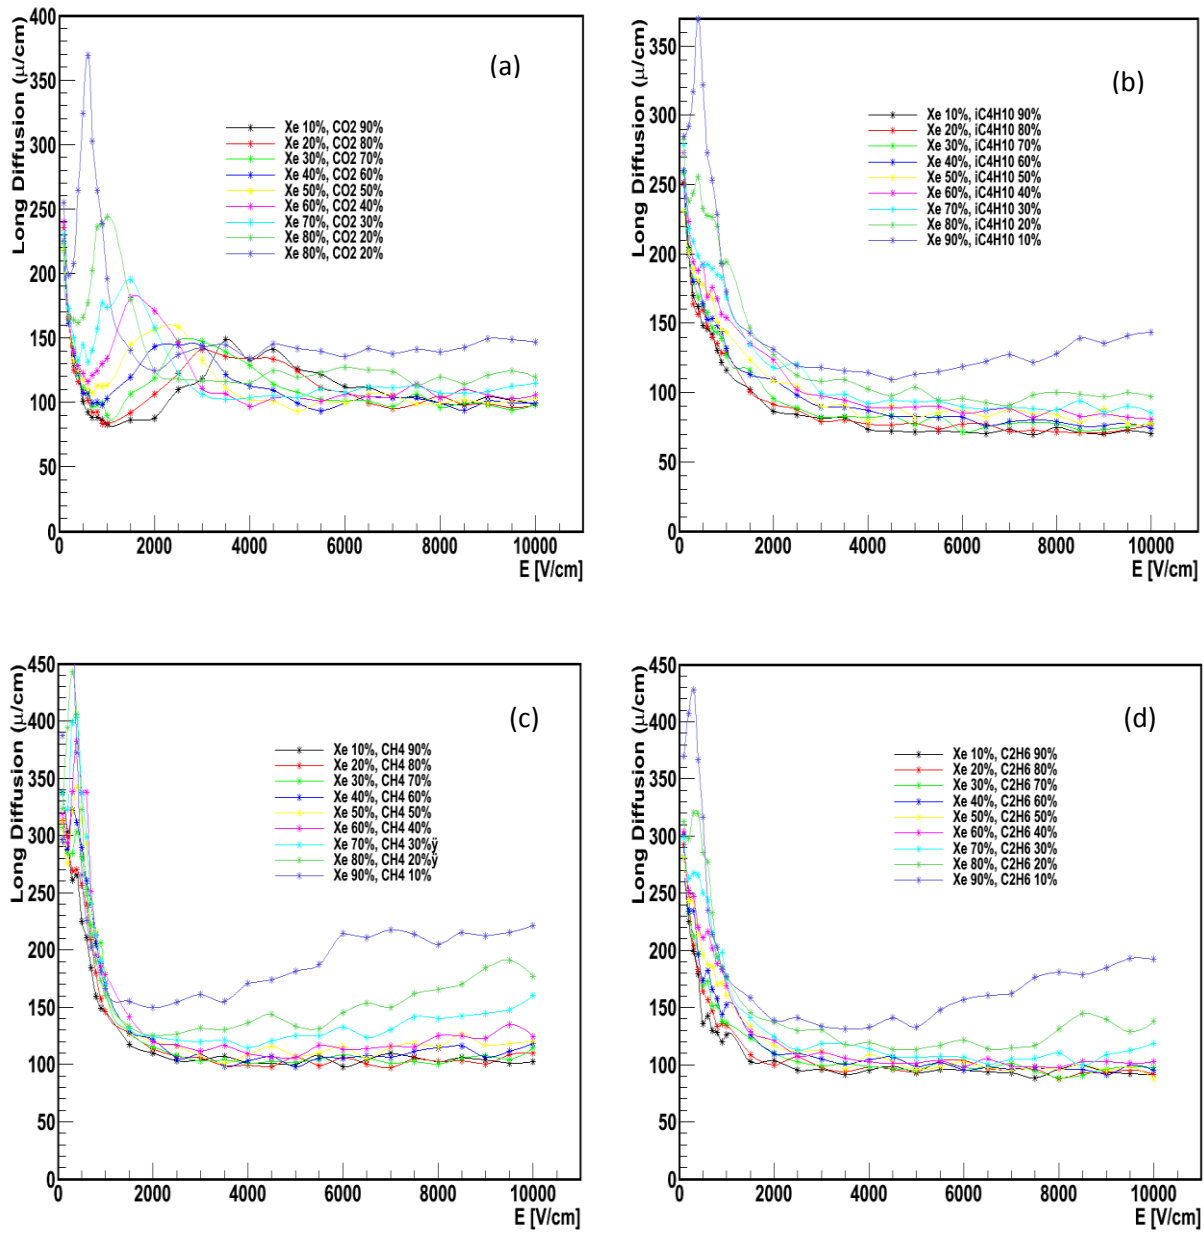 Long Diffusion (μ/cm)
400
350
300
250
200
150
100
50
0
(a)
Xe 10%, CO2 90%
Xe 20%, CO2 80%
Xe 30%, CO2 70%
Xe 40%, CO2 60%
Xe 50%, CO2 50%
Xe 60%, CO2 40%
Xe 70%, CO2 30%
Xe 80%, CO2 20%
Xe 80%, CO2 20%
0 2000 4000 6000 8000 10000
E [V/cm]
Long Diffusion (μ/cm)
350
300
250
200
150
100
50
0
(b)
Xe 10%, iC4H10 90%
Xe 20%, iC4H10 80%
Xe 30%, iC4H10 70%
Xe 40%, iC4H10 60%
Xe 50%, iC4H10 50%
Xe 60%, iC4H10 40%
Xe 70%, iC4H10 30%
Xe 80%, iC4H10 20%
Xe 90%, iC4H10 10%
0 2000 4000 6000 8000 10000
E [V/cm]
Long Diffusion (μ/cm)
450
400
350
300
250
200
150
100
50
0
(c)
Xe 10%, CH4 90%
Xe 20%, CH4 80%
Xe 30%, CH4 70%
Xe 40%, CH4 60%
Xe 50%, CH4 50%
Xe 60%, CH4 40%
Xe 70%, CH4 30%ÿ
Xe 80%, CH4 20%ÿ
Xe 90%, CH4 10%
0 2000 4000 6000 8000 10000
E [V/cm]
Long Diffusion (μ/cm)
450
400
350
300
250
200
150
100
50
0
(d)
Xe 10%, C2H6 90%
Xe 20%, C2H6 80%
Xe 30%, C2H6 70%
Xe 40%, C2H6 60%
Xe 50%, C2H6 50%
Xe 60%, C2H6 40%
Xe 70%, C2H6 30%
Xe 80%, C2H6 20%
Xe 90%, C2H6 10%
0 2000 4000 6000 8000 10000
E [V/cm]